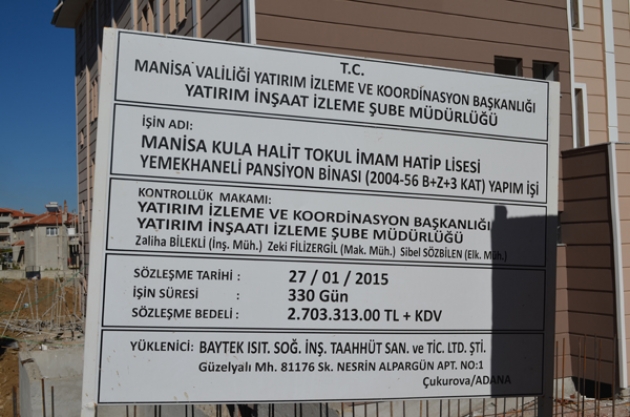 T.C.
MANİSA VALİLİĞİ YATIRIM İZLEME VE KOORDİNASYON BAŞKANLIĞI
YATIRIM İNŞAAT İZLEME ŞUBE MÜDÜRLÜĞÜ
İŞİN ADI:
MANİSA KULA HALİT TOKUL İMAM HATİP LİSESİ
YEMEKHANELİ PANSİYON BİNASI (2004-56 B+Z+3 KAT) YAPIM İŞİ
KONTROLLÜK MAKAMI:
YATIRIM İZLEME VE KOORDİNASYON BAŞKANLIĞI
YATIRIM İNŞAATI İZLEME ŞUBE MÜDÜRLÜĞÜ
Zaliha BİLEKLİ (İnş. Müh.) Zeki FİLİZERGİL (Mak. Müh.) Sibel SÖZBİLEN (Elk. Müh.)
SÖZLEŞME TARİHİ : 27 / 01 / 2015
İŞİN SÜRESİ : 330 Gün
SÖZLEŞME BEDELİ : 2.703.313.00 TL + KDV
YÜKLENİCİ: BAYTEK ISIT. SOĞ. İNŞ. TAAHHÜT SAN. ve TİC. LTD. ŞTİ.
Güzelyalı Mh. 81176 Sk. NESRİN ALPARGÜN APT. NO:1
Çukurova/ADANA